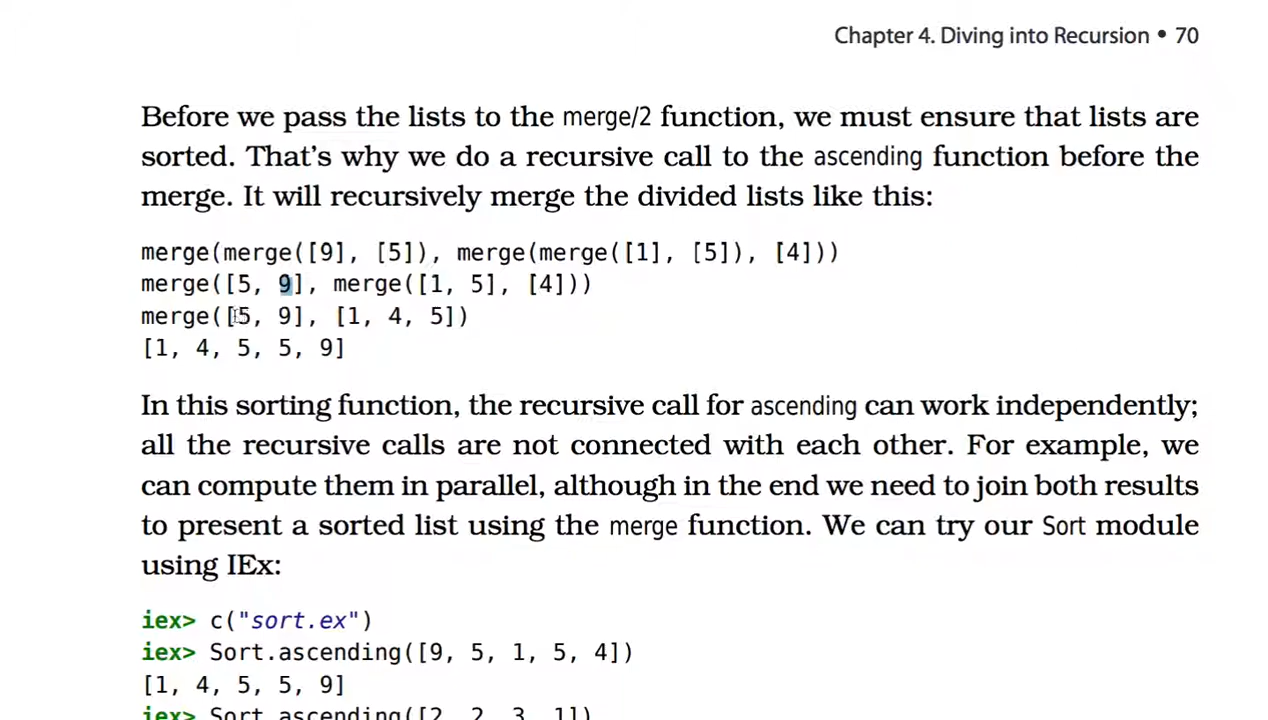 Chapter 4. Diving into Recursion • 70
Before we pass the lists to the merge/2 function, we must ensure that lists are
sorted. That’s why we do a recursive call to the ascending function before the
merge. It will recursively merge the divided lists like this:
merge(merge([9], [5]), merge(merge([1], [5]), [4]))
merge([5, 9], merge([1, 5], [4]))
merge([5, 9], [1, 4, 5])
[1, 4, 5, 5, 9]
In this sorting function, the recursive call for ascending can work independently;
all the recursive calls are not connected with each other. For example, we
can compute them in parallel, although in the end we need to join both results
to present a sorted list using the merge function. We can try our Sort module
using IEx:
iex> c("sort.ex")
iex> Sort.ascending([9, 5, 1, 5, 4])
[1, 4, 5, 5, 9]
iex> Sort.ascending([2, 2, 3, 1])